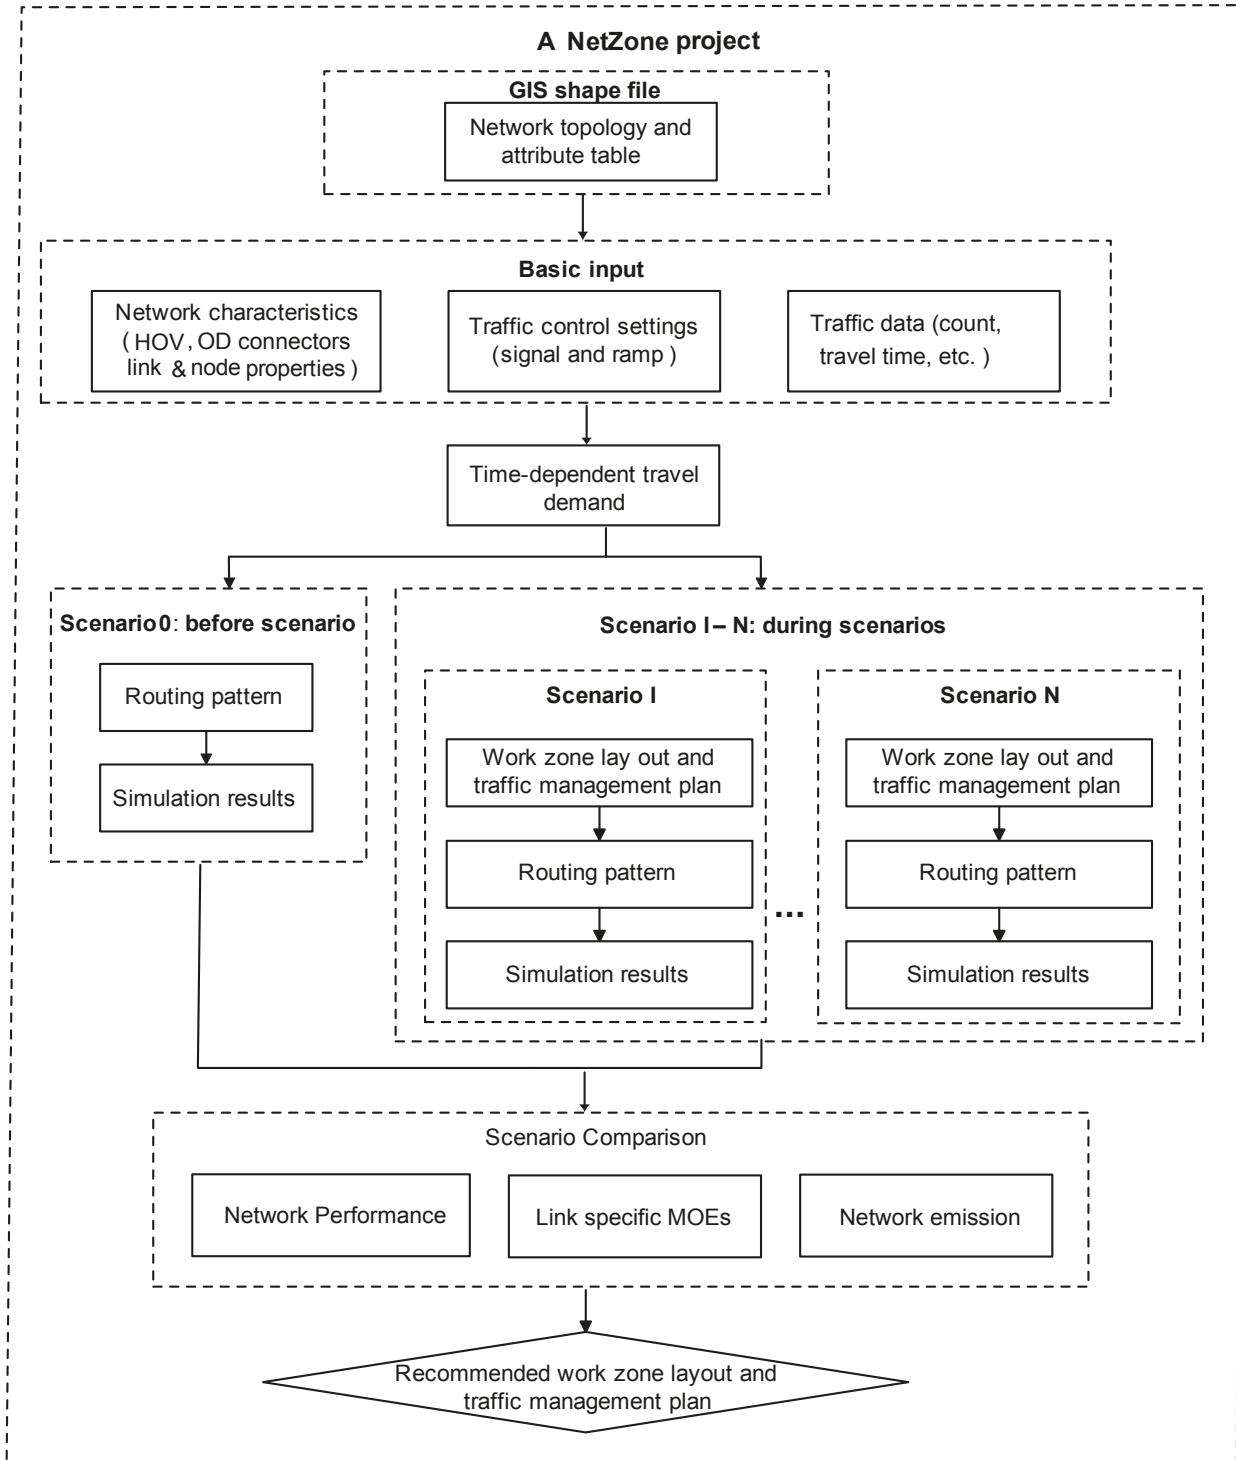 A NetZone project
GIS shape file
Network topology and
attribute table
Basic input
Network characteristics
(HOV, OD connectors
link & node properties)
Traffic control settings
(signal and ramp )
Traffic data (count,
travel time, etc. )
Time-dependent travel
demand
Scenario 0: before scenario
Routing pattern
Simulation results
Scenario I – N: during scenarios
Scenario I
Work zone lay out and
traffic management plan
Routing pattern
Simulation results
...
Scenario N
Work zone lay out and
traffic management plan
Routing pattern
Simulation results
Scenario Comparison
Network Performance
Link specific MOEs
Network emission
Recommended work zone layout and
traffic management plan